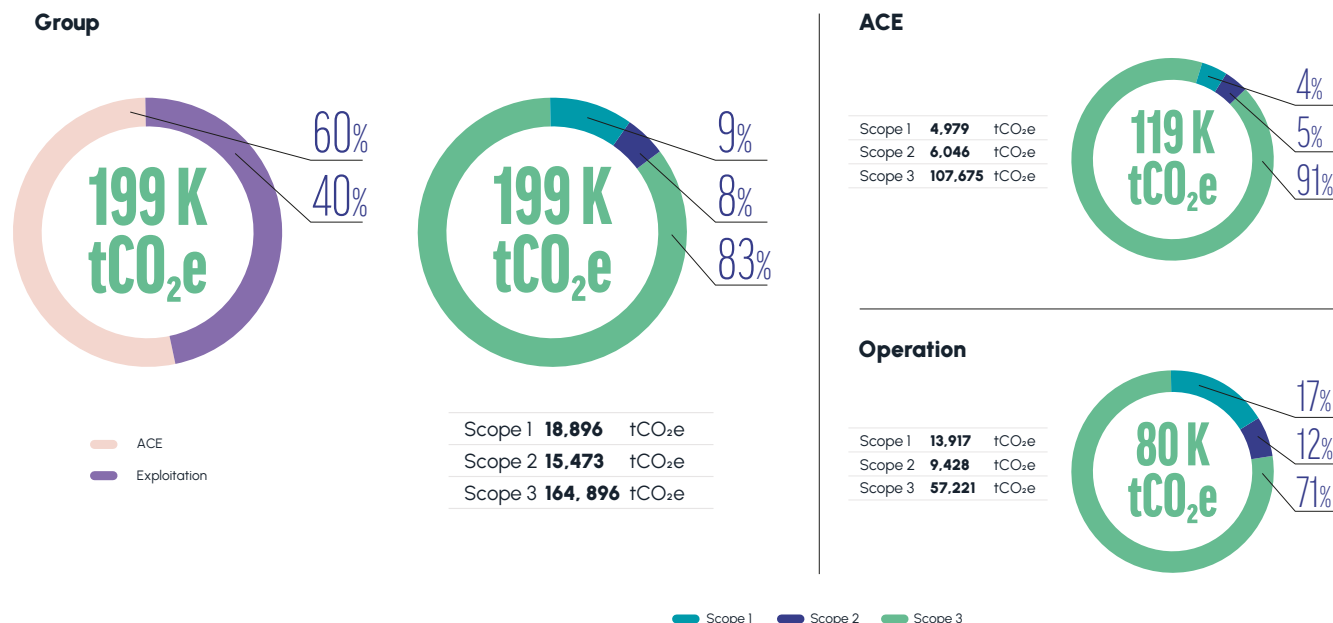 Group
60%
40%
199 K
tCO₂e
ACE
Exploitation
9%
8%
83%
199 K
tCO₂e
Scope 1 18,896 tCO₂e
Scope 2 15,473 tCO₂e
Scope 3 164, 896 tCO₂e
ACE
Scope 1 4,979 tCO₂e
Scope 2 6,046 tCO₂e
Scope 3 107,675 tCO₂e
119 K
tCO₂e
4%
5%
91%
Operation
Scope 1 13,917 tCO₂e
Scope 2 9,428 tCO₂e
Scope 3 57,221 tCO₂e
80 K
tCO₂e
17%
12%
71%
Scope 1 Scope 2 Scope 3